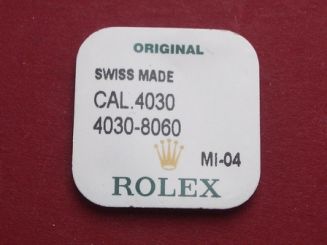 ORIGINAL
SWISS MADE
CAL.4030
4030-8060
MI-04
ROLEX